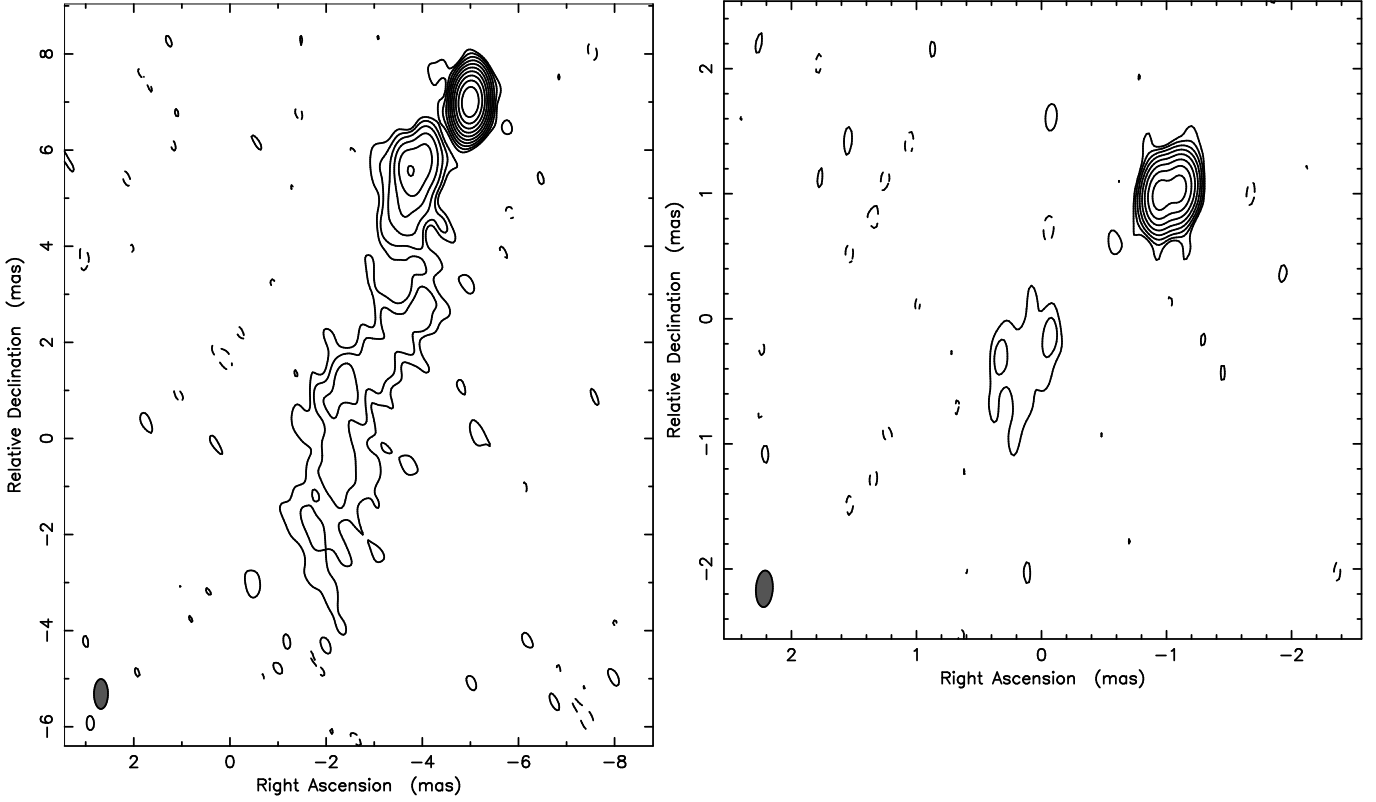 8
6
4
2
0
−2
−4
−6
Relative Declination (mas)
2 0 −2 −4 −6 −8
Right Ascension (mas)
2
1
0
−1
−2
Relative Declination (mas)
2 1 0 −1 −2
Right Ascension (mas)